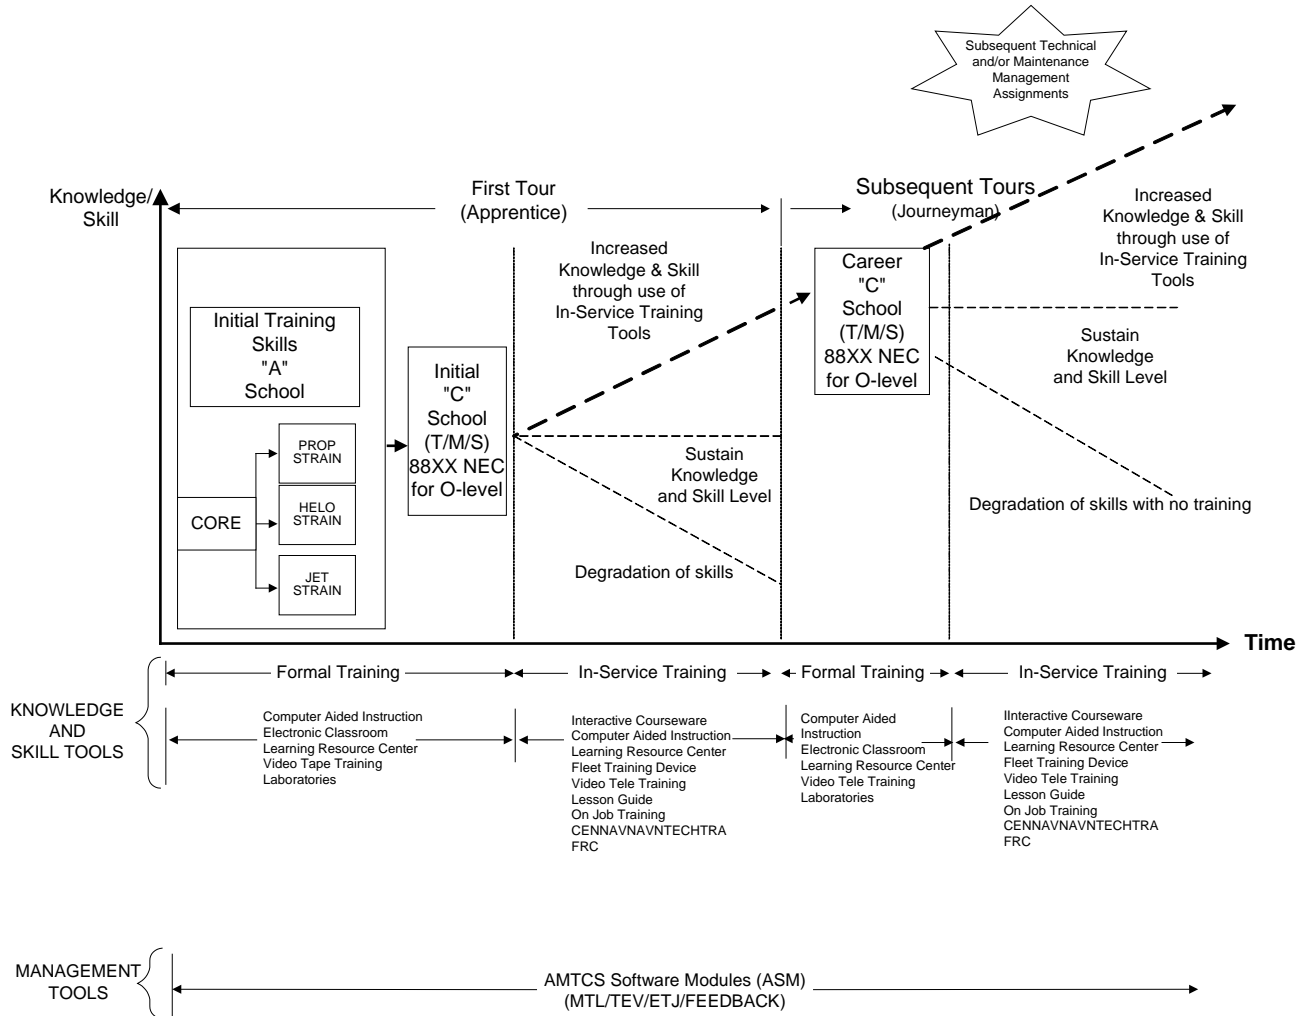 Subsequent Technical
and/or Maintenance
Management
Assignments
Knowledge/
Skill
First Tour
(Apprentice)
Subsequent Tours
(Journeyman)
Increased
Knowledge & Skill
through use of
In-Service Training
Tools
Increased
Knowledge & Skill
through use of
In-Service Training
Tools
Initial Training
Skills
"A"
School
Initial
"C"
School
(T/M/S)
88XX NEC
for O-level
Career
"C"
School
(T/M/S)
88XX NEC
for O-level
Sustain
Knowledge
and Skill Level
Sustain
Knowledge
and Skill Level
CORE
PROP
STRAIN
HELO
STRAIN
JET
STRAIN
Degradation of skills
Degradation of skills with no training
Time
KNOWLEDGE
AND
SKILL TOOLS
Formal Training
In-Service Training
Formal Training
In-Service Training
Computer Aided Instruction
Electronic Classroom
Learning Resource Center
Video Tape Training
Laboratories
Interactive Courseware
Computer Aided Instruction
Learning Resource Center
Fleet Training Device
Video Tele Training
Lesson Guide
On Job Training
CENNAVNAVNTECHTRA
FRC
Computer Aided
Instruction
Electronic Classroom
Learning Resource Center
Video Tele Training
Laboratories
IInteractive Courseware
Computer Aided Instruction
Learning Resource Center
Fleet Training Device
Video Tele Training
Lesson Guide
On Job Training
CENNAVNAVNTECHTRA
FRC
MANAGEMENT
TOOLS
AMTCS Software Modules (ASM)
(MTL/TEV/ETJ/FEEDBACK)